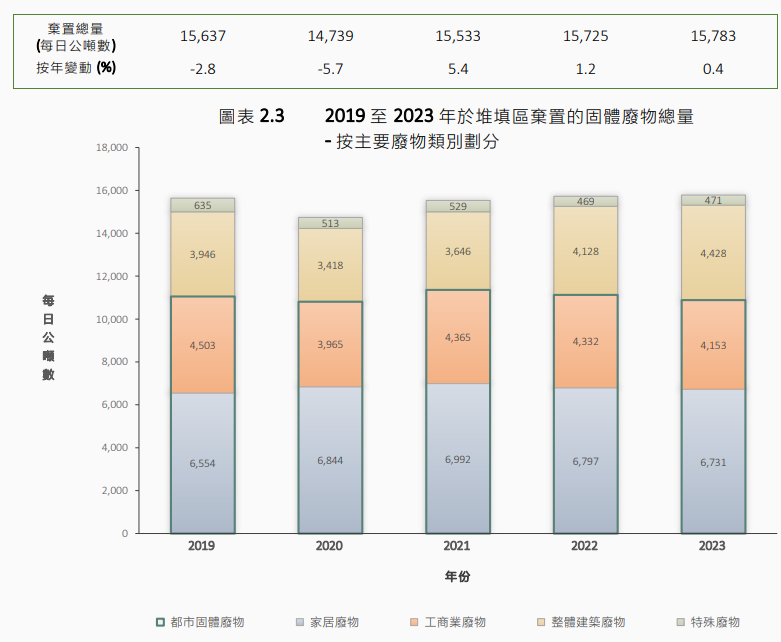 棄置總量
(每日公噸數) 15,637 14,739 15,533 15,725 15,783
按年變動 (%) -2.8 -5.7 5.4 1.2 0.4
圖表 2.3 2019 至 2023 年於堆填區棄置的固體廢物總量
- 按主要廢物類別劃分
18,000
16,000
14,000
12,000
10,000
8,000
6,000
4,000
2,000
0
每日公噸數
635 513 529 469 471
3,946 3,418 3,646 4,128 4,428
4,503 3,965 4,365 4,332 4,153
6,554 6,844 6,992 6,797 6,731
2019 2020 2021 2022 2023
年份
都市固體廢物 家居廢物 工商業廢物 整體建築廢物 特殊廢物